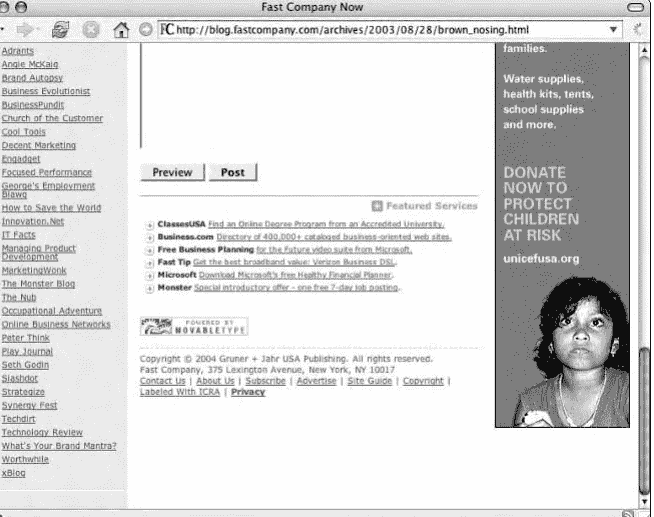 Fast Company Now
FC http://blog.fastcompany.com/archives/2003/08/28/brown_nosing.html
Adrants
Angie McKaig
Brand Autopsy
Business Evolutionist
BusinessPundit
Church of the Customer
Cool Tools
Decent Marketing
Engadget
Focused Performance
George's Employment
Blawg
How to Save the World
Innovation.Net
IT Facts
Managing Product
Development
MarketingWonk
The Monster Blog
The Nub
Occupational Adventure
Online Business Networks
Peter Think
Play Journal
Seth Godin
Slashdot
Strategize
Synergy Fest
Techdirt
Technology Review
What's Your Brand Mantra?
Worthwhile
xBlog
Preview Post
Featured Services
ClassesUSA Find an Online Degree Program from an Accredited University.
Business.com Directory of 400,000+ cataloged business-oriented web sites.
Free Business Planning for the Future video suite from Microsoft.
Fast Tip Get the best broadband value: Verizon Business DSL.
Microsoft Download Microsoft's free Healthy Financial Planner.
Monster Special introductory offer - one free 7-day job posting.
POWERED BY
MOVABLETYPE
Copyright © 2004 Gruner + Jahr USA Publishing. All rights reserved.
Fast Company, 375 Lexington Avenue, New York, NY 10017
Contact Us | About Us | Subscribe | Advertise | Site Guide | Copyright |
Labeled With ICRA | Privacy
families.
Water supplies,
health kits, tents,
school supplies
and more.
DONATE
NOW TO
PROTECT
CHILDREN
AT RISK
unicefusa.org